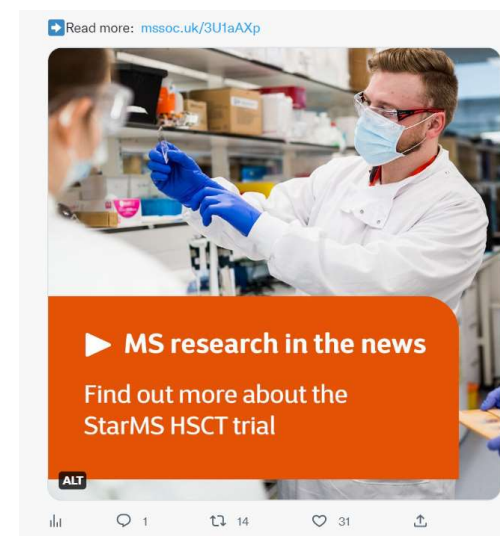 Read more: mssoc.uk/3U1aAXp
MS research in the news
Find out more about the
StarMS HSCT trial
ALT
1 14 31